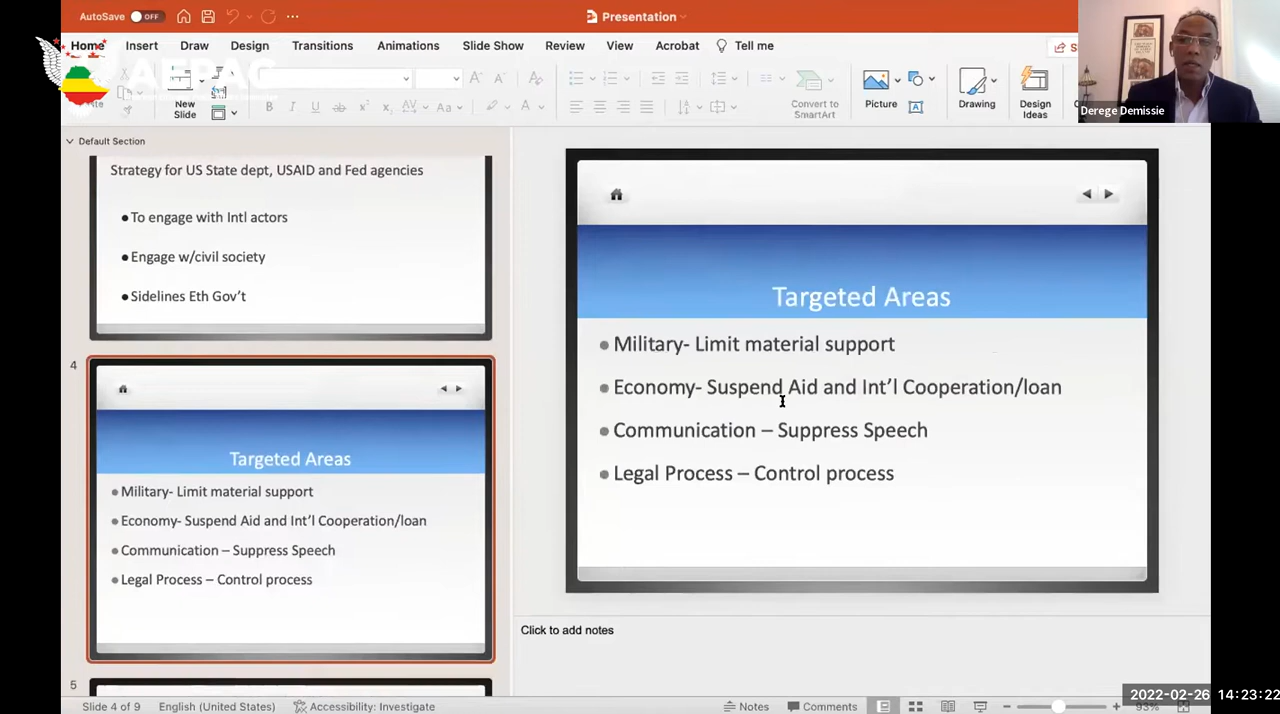 AutoSave OFF
Presentation
Home Insert Draw Design Transitions Animations Slide Show Review View Acrobat Tell me
AEPAG
New
Slide
Convert to
SmartArt
Picture
Drawing
Design
Ideas
Derege Demissie
Default Section
Strategy for US State dept, USAID and Fed agencies
To engage with Intl actors
Engage w/civil society
Sidelines Eth Gov't
4
Targeted Areas
Military- Limit material support
Economy- Suspend Aid and Int'l Cooperation/loan
Communication – Suppress Speech
Legal Process – Control process
5
Targeted Areas
Military- Limit material support
Economy- Suspend Aid and Int'l Cooperation/loan
Communication – Suppress Speech
Legal Process – Control process
Click to add notes
Slide 4 of 9 English (United States) Accessibility: Investigate Notes Comments 93%
2022-02-26 14:23:22